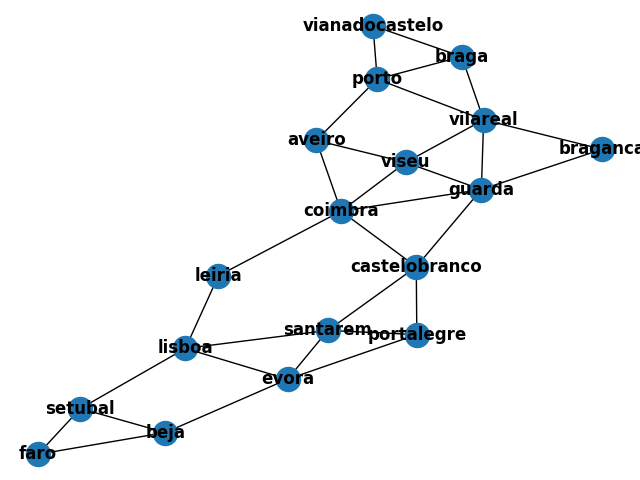 vianadocastelo
braga
porto
vilareal
aveiro
braganca
viseu
guarda
coimbra
castelobranco
leiria
santarem
portalegre
lisboa
evora
setubal
beja
faro